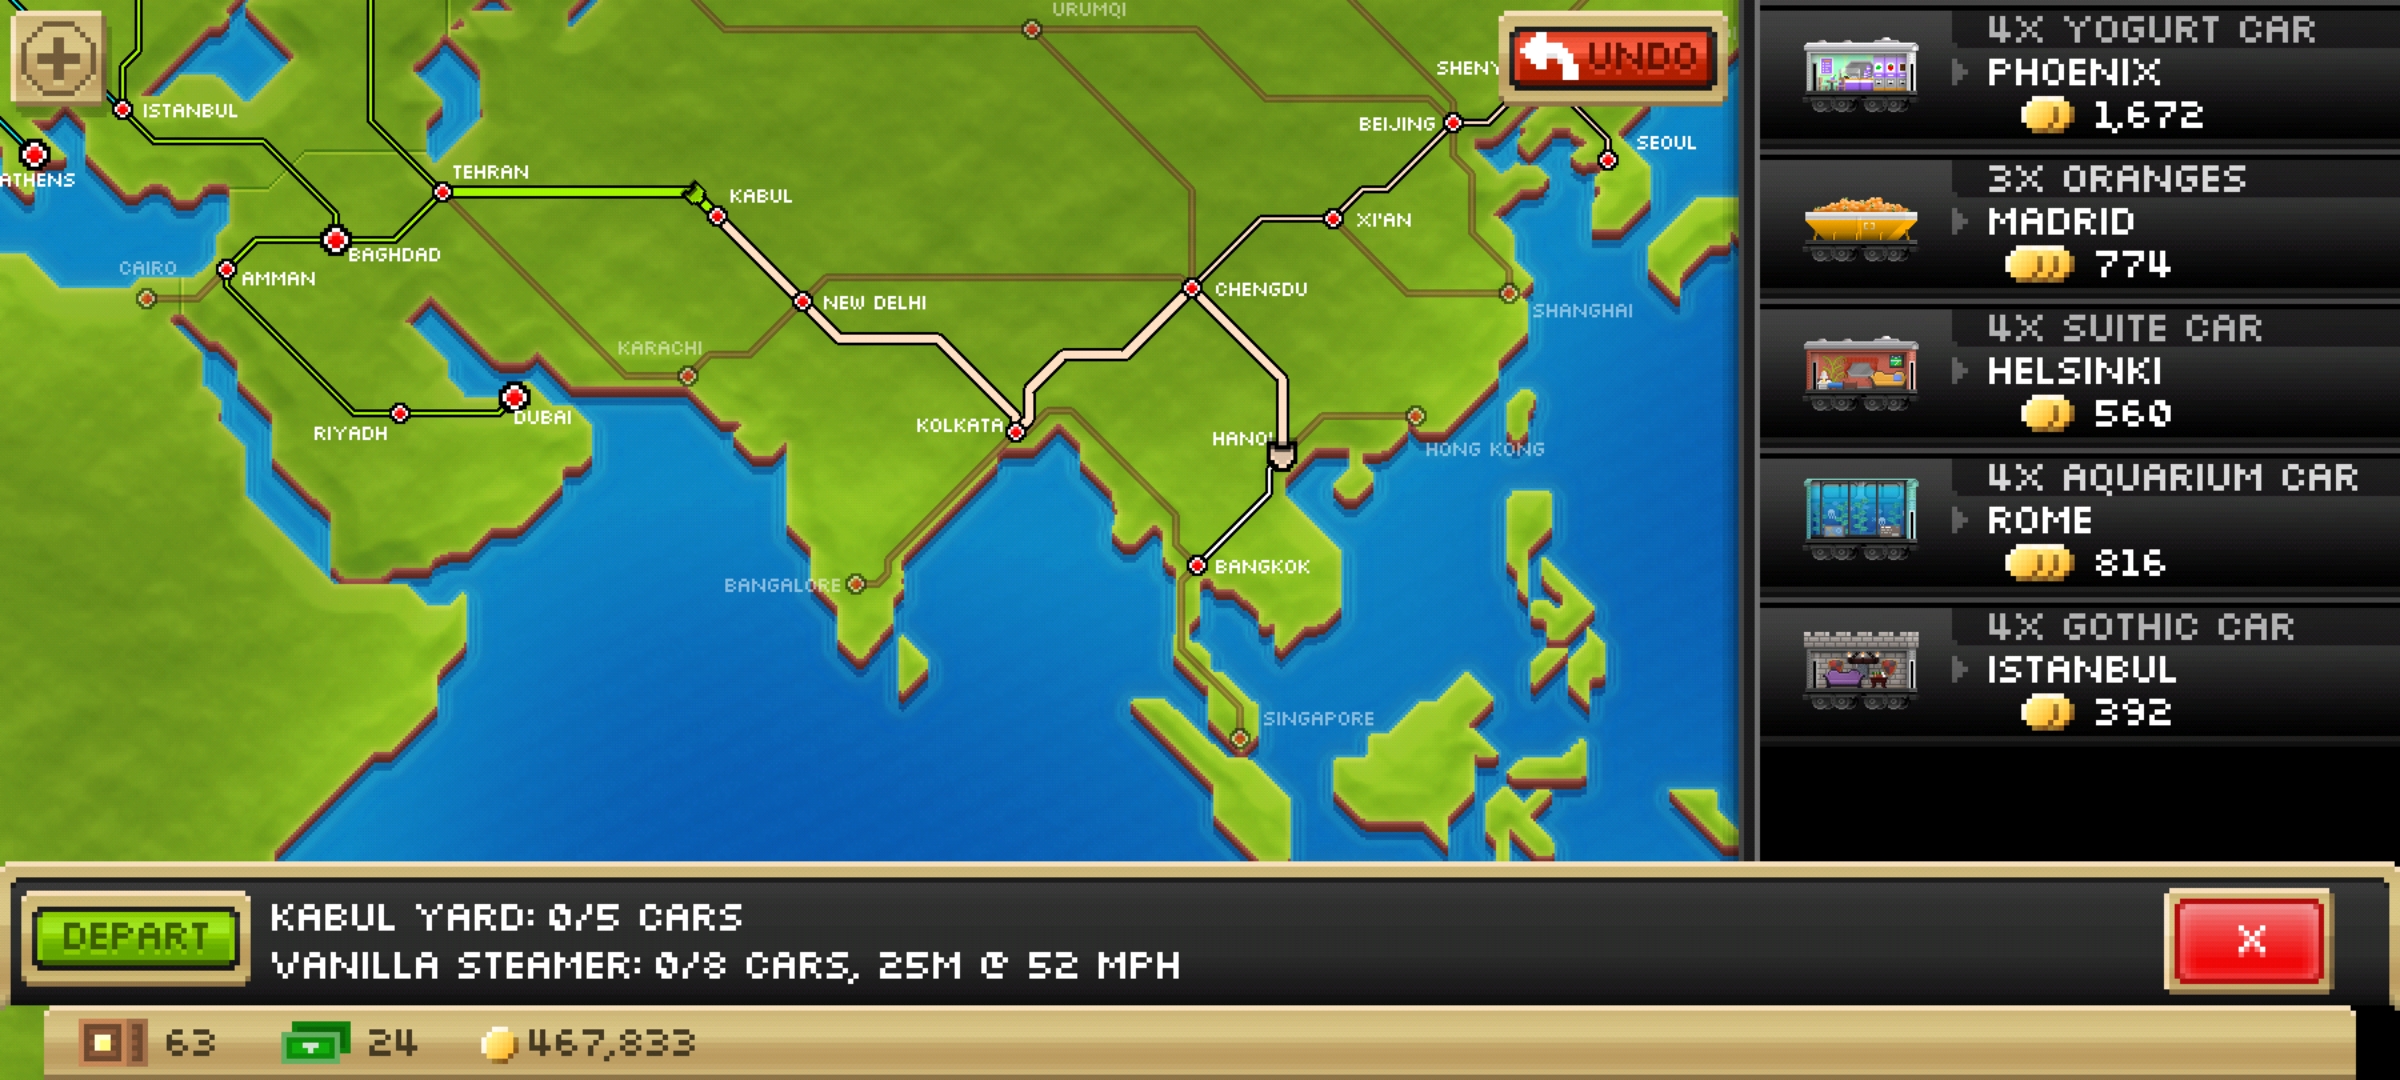 URUMQI
UNDO
SHENY
ISTANBUL
BEIJING
SEOUL
ATHENS
TEHRAN
KABUL
XI'AN
BAGHDAD
CAIRO
AMMAN
NEW DELHI
CHENGDU
SHANGHAI
KARACHI
DUBAI
RIYADH
KOLKATA
HANOI
HONG KONG
BANGALORE
BANGKOK
SINGAPORE
4X YOGURT CAR
PHOENIX
1,672
3X ORANGES
MADRID
774
4X SUITE CAR
HELSINKI
560
4X AQUARIUM CAR
ROME
816
4X GOTHIC CAR
ISTANBUL
392
DEPART
KABUL YARD: 0/5 CARS
VANILLA STEAMER: 0/8 CARS, 25M @ 52 MPH
X
63
24
467,833